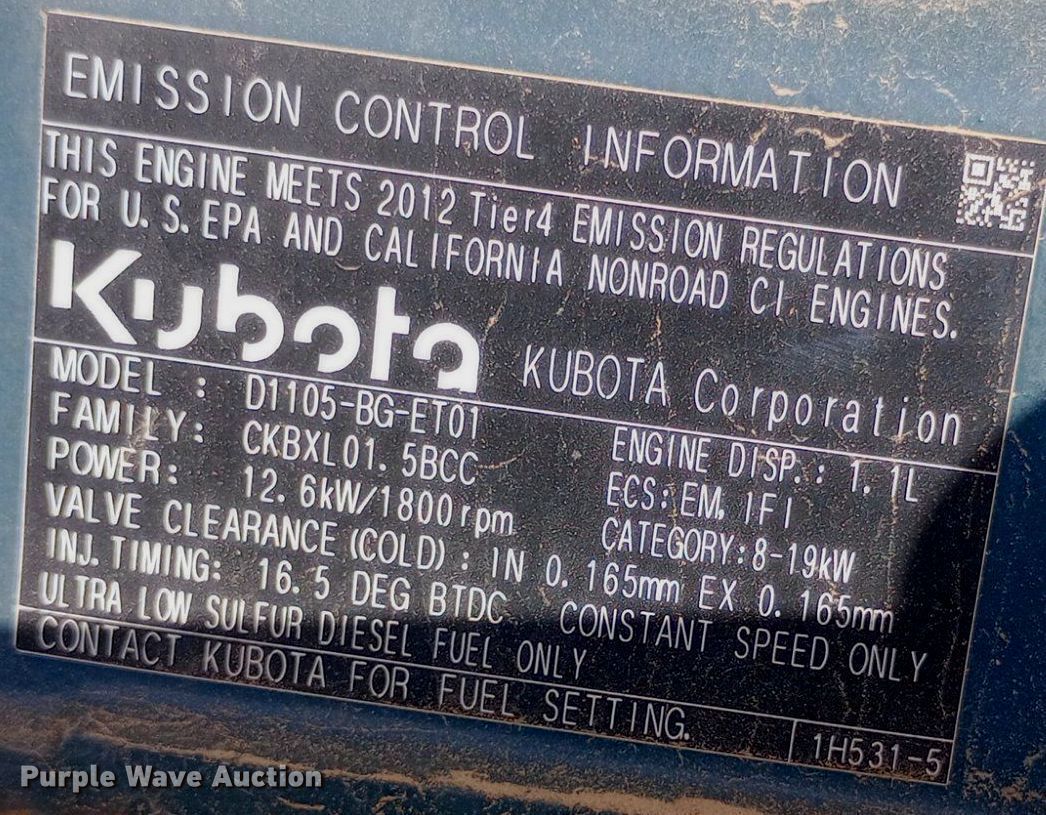 EMISSION CONTROL INFORMATION
THIS ENGINE MEETS 2012 Tier4 EMISSION REGULATIONS
FOR U.S.EPA AND CALIFORNIA NONROAD CI ENGINES.
Kubota KUBOTA Corporation
MODEL : D1105-BG-ET01 ENGINE DISP.: 1.1L
FAMILY: CKBXL01.5BCC ECS:EM, IFI
POWER: 12.6kW/1800rpm CATEGORY:8-19kW
VALVE CLEARANCE (COLD): IN 0.165mm EX 0.165mm
INJ.TIMING: 16.5 DEG BTDC CONSTANT SPEED ONLY
ULTRA LOW SULFUR DIESEL FUEL ONLY
CONTACT KUBOTA FOR FUEL SETTING.
1H531-5
Purple Wave Auction